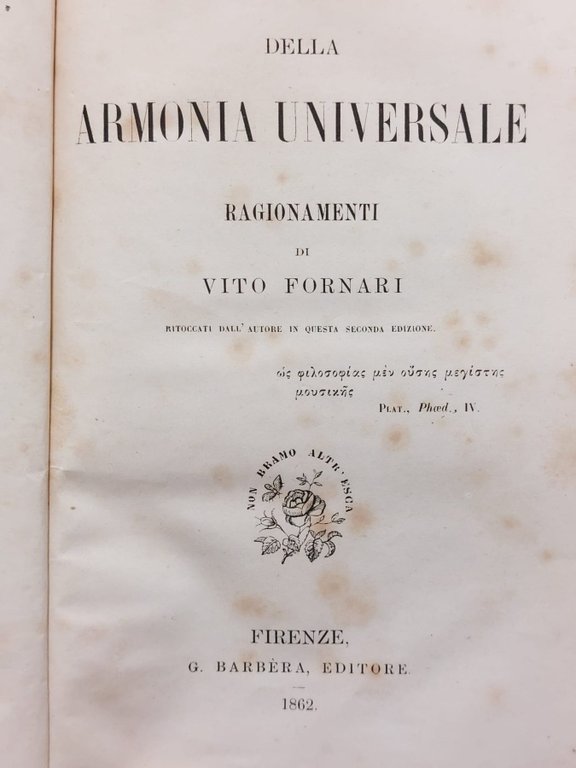 DELLA
ARMONIA UNIVERSALE
RAGIONAMENTI
DI
VITO FORNARI
RITOCCATI DALL'AUTORE IN QUESTA SECONDA EDIZIONE.
ὡς φιλοσοφίας μὲν οὔσης μεγίστης
μουσικῆς
PLAT., Phœd., IV.
NON BRAMO ALTR' ESCA
FIRENZE,
G. BARBÈRA, EDITORE.
1862.